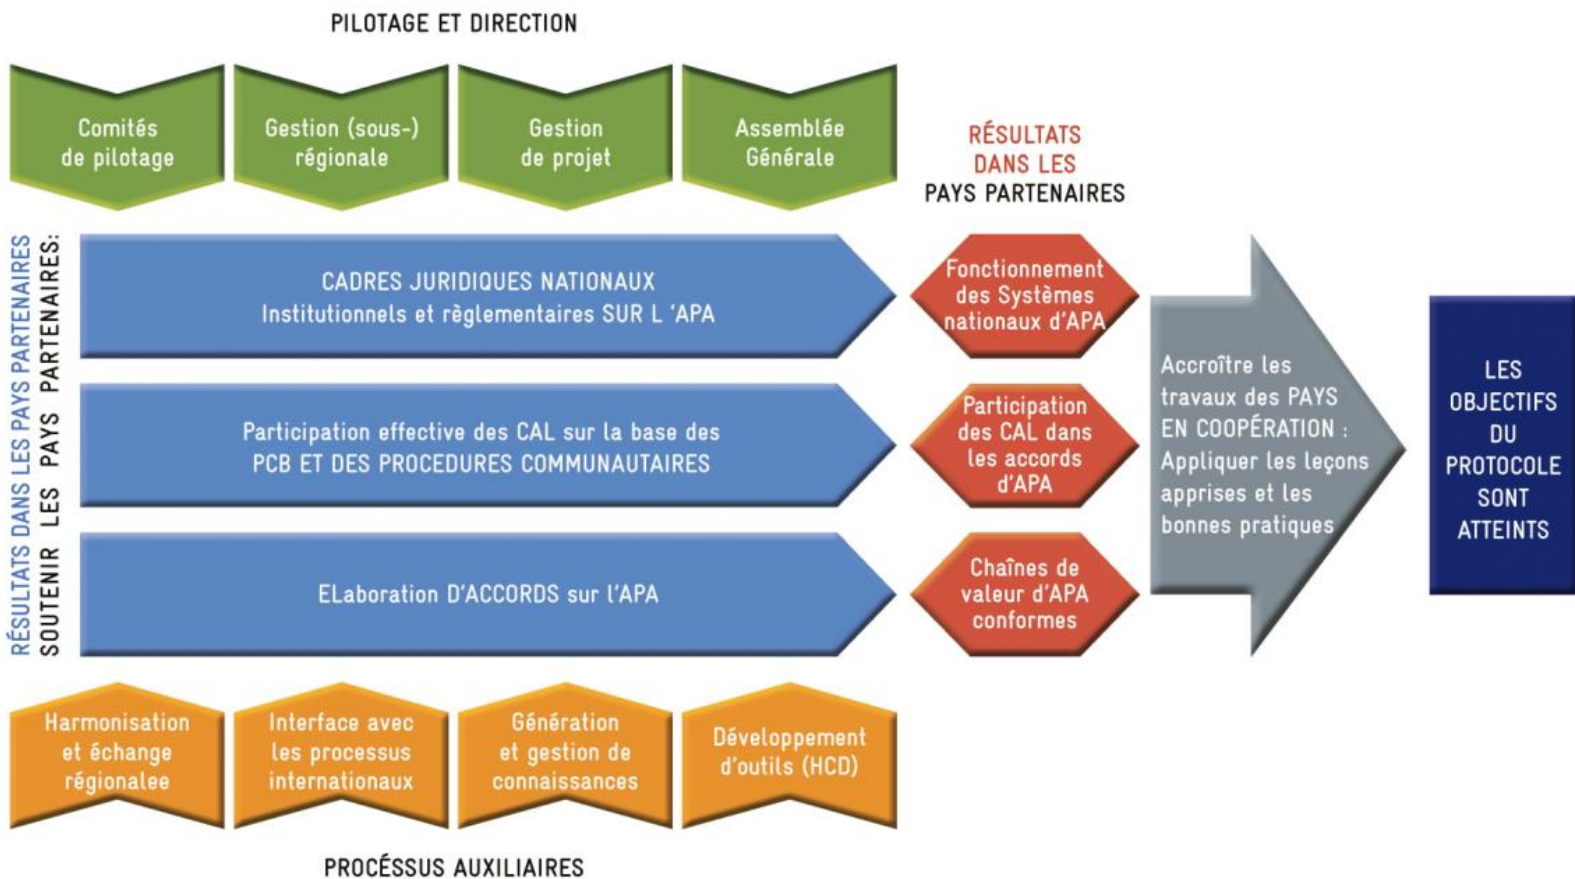 PILOTAGE ET DIRECTION
Comités
de pilotage
Gestion (sous-)
régionale
Gestion
de projet
Assemblée
Générale
RÉSULTATS
DANS LES
PAYS PARTENAIRES
RÉSULTATS DANS LES PAYS PARTENAIRES
SOUTENIR LES PAYS PARTENAIRES:
CADRES JURIDIQUES NATIONAUX
Institutionnels et règlementaires SUR L 'APA
Fonctionnement
des Systèmes
nationaux d'APA
Participation effective des CAL sur la base des
PCB ET DES PROCEDURES COMMUNAUTAIRES
Participation
des CAL dans
les accords
d'APA
ELaboration D'ACCORDS sur l'APA
Chaînes de
valeur d'APA
conformes
Accroître les
travaux des PAYS
EN COOPÉRATION :
Appliquer les leçons
apprises et les
bonnes pratiques
LES
OBJECTIFS
DU
PROTOCOLE
SONT
ATTEINTS
Harmonisation
et échange
régionalee
Interface avec
les processus
internationaux
Génération
et gestion de
connaissances
Développement
d'outils (HCD)
PROCÉSSUS AUXILIAIRES